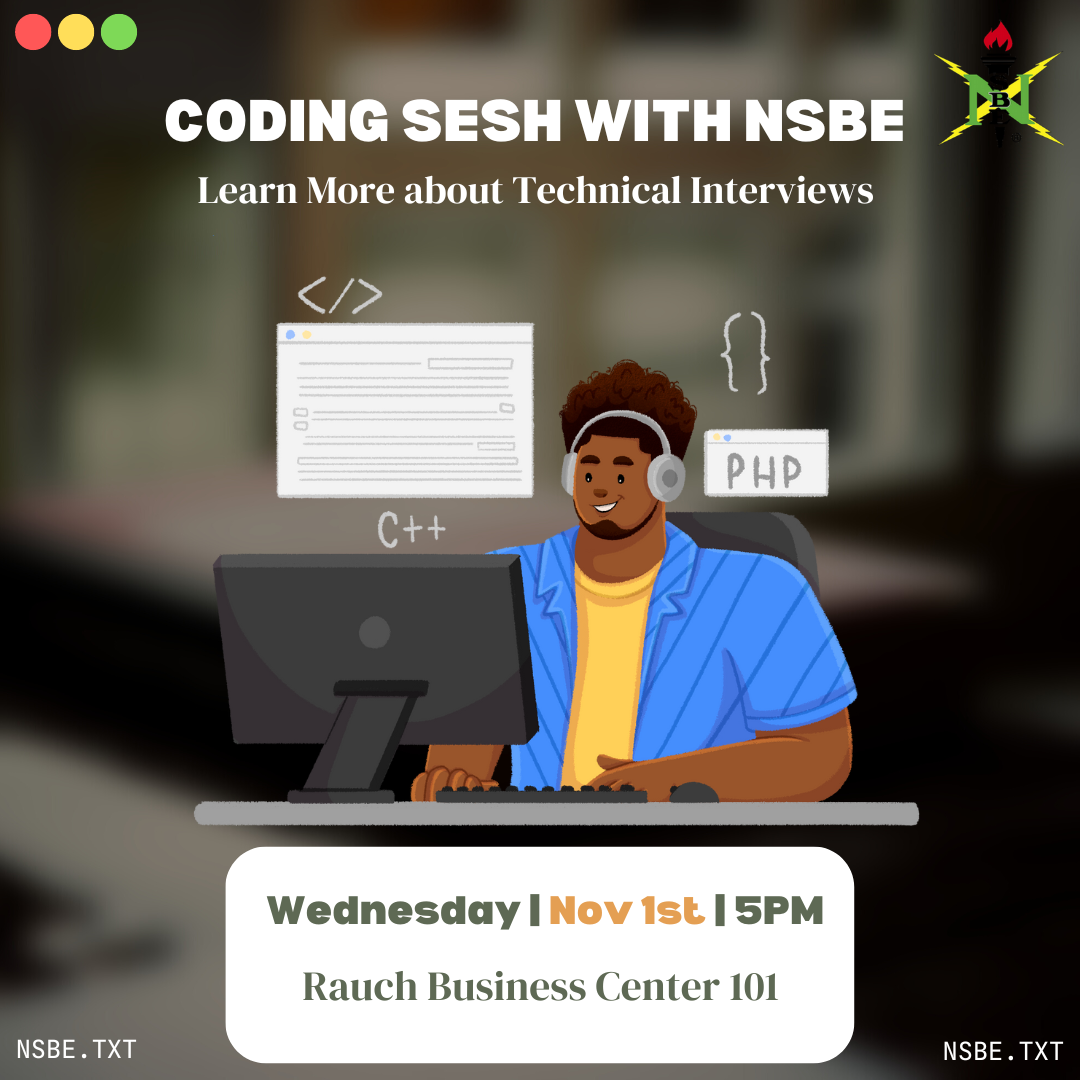 CODING SESH WITH NSBE
Learn More about Technical Interviews
N B
</>
{ }
PHP
C++
Wednesday | Nov 1st | 5PM
Rauch Business Center 101
NSBE.TXT
NSBE.TXT